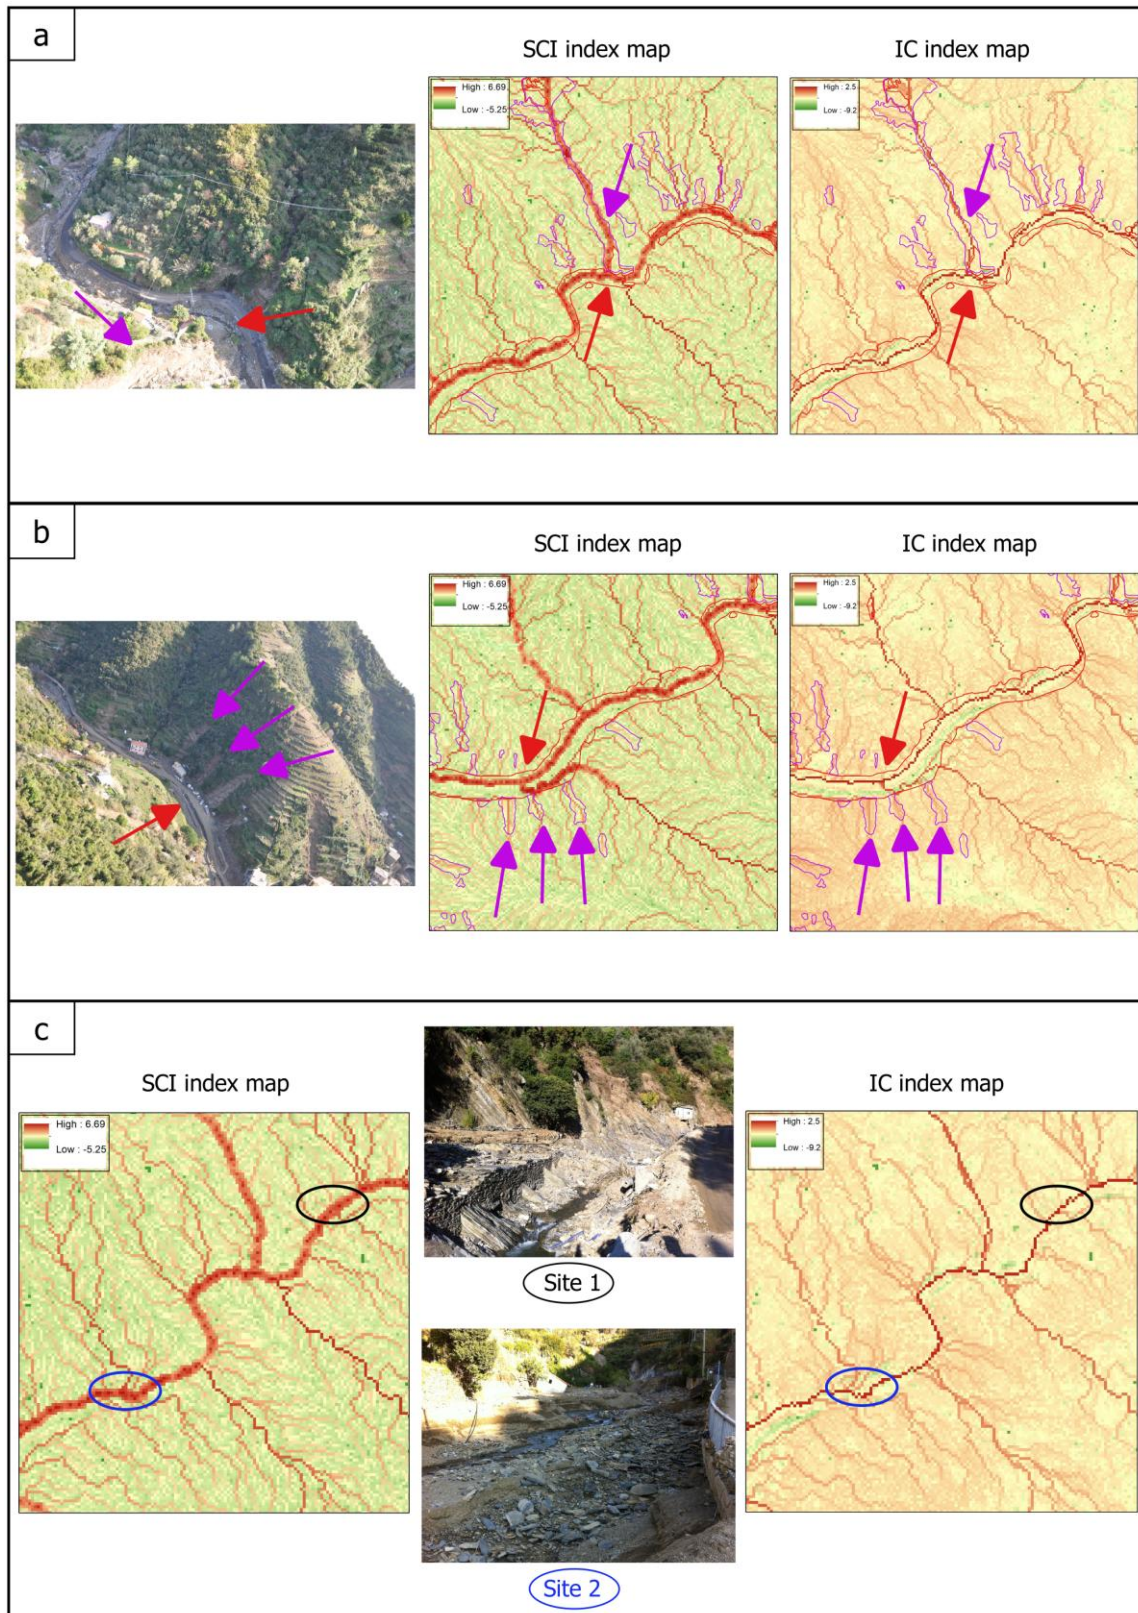 a
SCI index map
IC index map
High : 6.69
Low : -5.25
High : 2.5
Low : -9.2
b
SCI index map
IC index map
High : 6.69
Low : -5.25
High : 2.5
Low : -9.2
c
SCI index map
IC index map
High : 6.69
Low : -5.25
High : 2.5
Low : -9.2
Site 1
Site 2